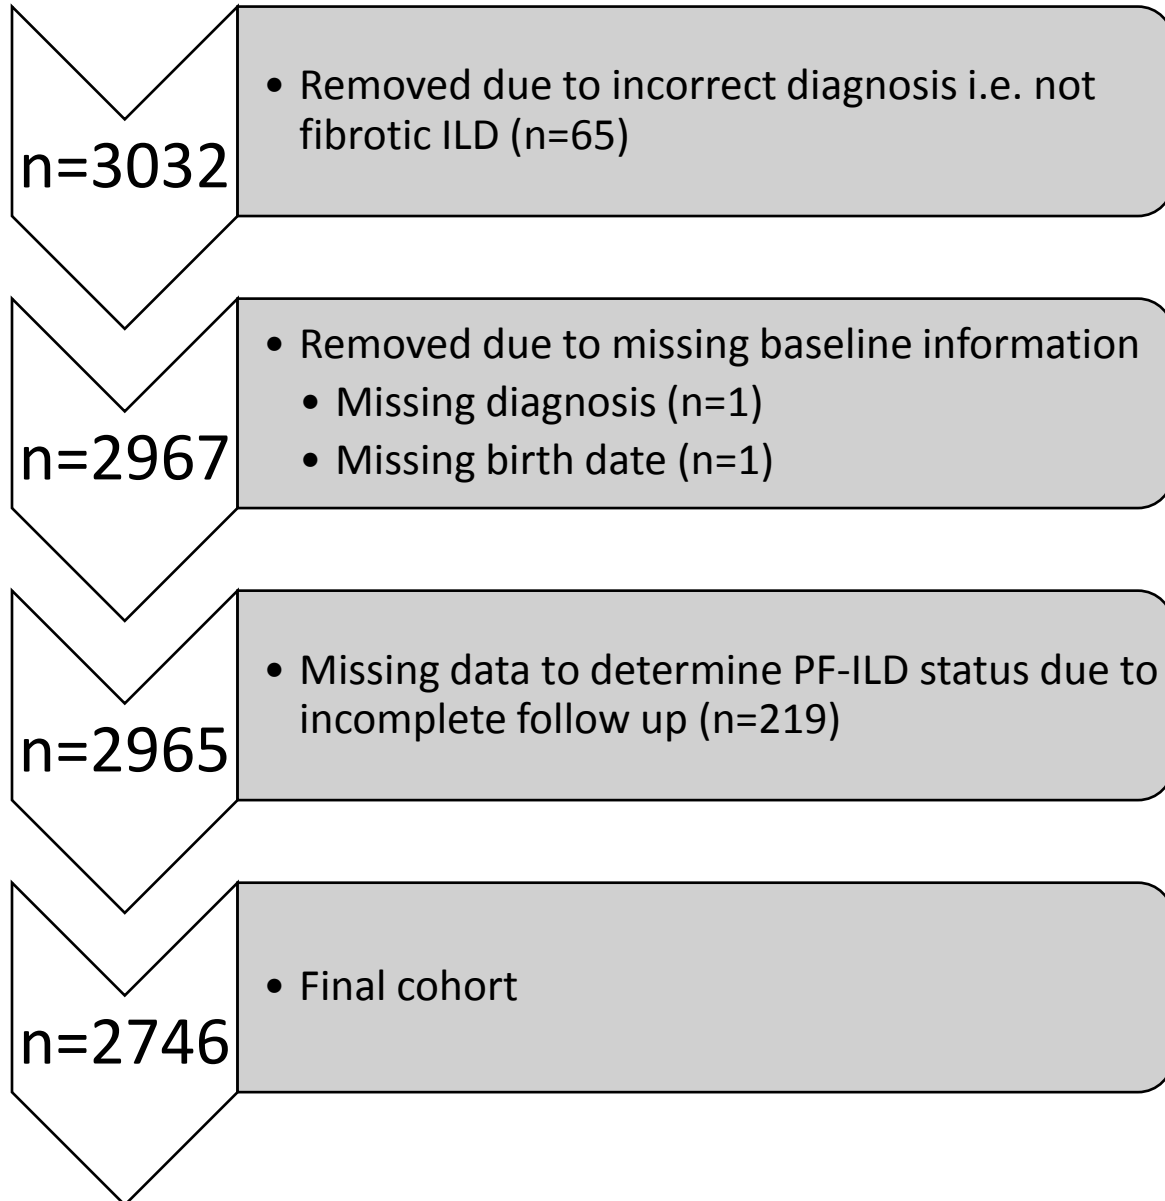 n=3032
• Removed due to incorrect diagnosis i.e. not
fibrotic ILD (n=65)
n=2967
• Removed due to missing baseline information
• Missing diagnosis (n=1)
• Missing birth date (n=1)
n=2965
• Missing data to determine PF-ILD status due to
incomplete follow up (n=219)
n=2746
• Final cohort